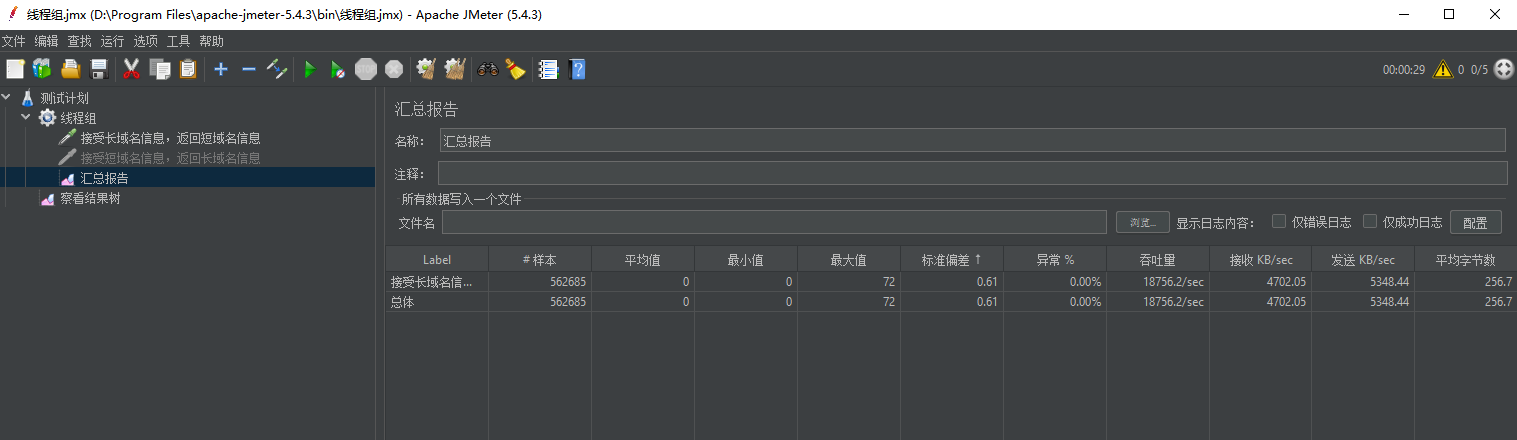 线程组.jmx (D:\Program Files\apache-jmeter-5.4.3\bin\线程组.jmx) - Apache JMeter (5.4.3)
文件 编辑 查找 运行 选项 工具 帮助
STOP 00:00:29 0 0/5
测试计划
线程组
接受长域名信息，返回短域名信息
接受短域名信息，返回长域名信息
汇总报告
察看结果树
汇总报告
名称： 汇总报告
注释：
所有数据写入一个文件
文件名 浏览... 显示日志内容： 仅错误日志 仅成功日志 配置
Label # 样本 平均值 最小值 最大值 标准偏差 ↑ 异常 % 吞吐量 接收 KB/sec 发送 KB/sec 平均字节数
接受长域名信... 562685 0 0 72 0.61 0.00% 18756.2/sec 4702.05 5348.44 256.7
总体 562685 0 0 72 0.61 0.00% 18756.2/sec 4702.05 5348.44 256.7